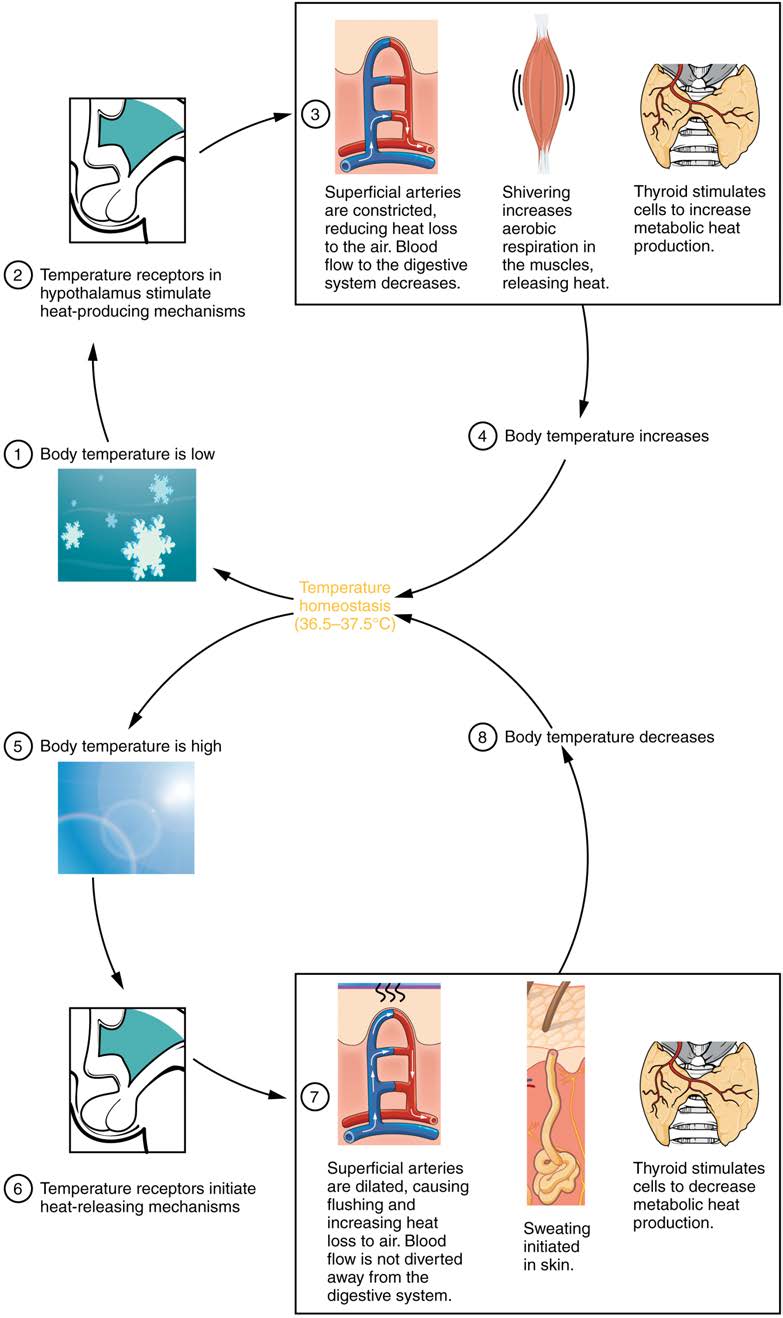 3
Superficial arteries
are constricted,
reducing heat loss
to the air. Blood
flow to the digestive
system decreases.
Shivering
increases
aerobic
respiration in
the muscles,
releasing heat.
Thyroid stimulates
cells to increase
metabolic heat
production.
2 Temperature receptors in
hypothalamus stimulate
heat-producing mechanisms
1 Body temperature is low
4 Body temperature increases
Temperature
homeostasis
(36.5–37.5°C)
5 Body temperature is high
8 Body temperature decreases
6 Temperature receptors initiate
heat-releasing mechanisms
7
Superficial arteries
are dilated, causing
flushing and
increasing heat
loss to air. Blood
flow is not diverted
away from the
digestive system.
Sweating
initiated
in skin.
Thyroid stimulates
cells to decrease
metabolic heat
production.